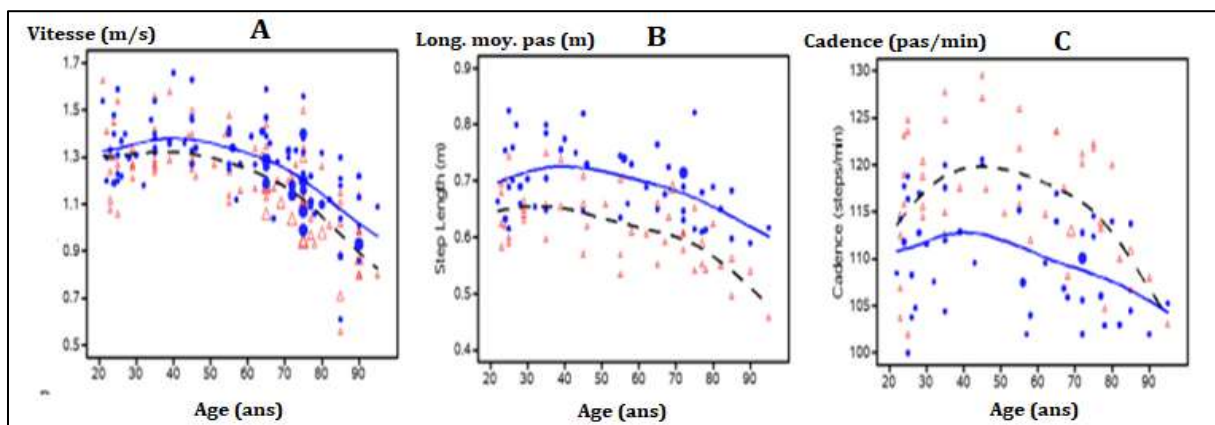 Vitesse (m/s) A
1.7
1.5
1.3
1.1
0.9
0.7
0.5
20 30 40 50 60 70 80 90
Age (ans)
Long. moy. pas (m) B
Step Length (m)
0.9
0.8
0.7
0.6
0.5
0.4
20 30 40 50 60 70 80 90
Age (ans)
Cadence (pas/min) C
Cadence (steps/min)
130
125
120
115
110
105
100
20 30 40 50 60 70 80 90
Age (ans)